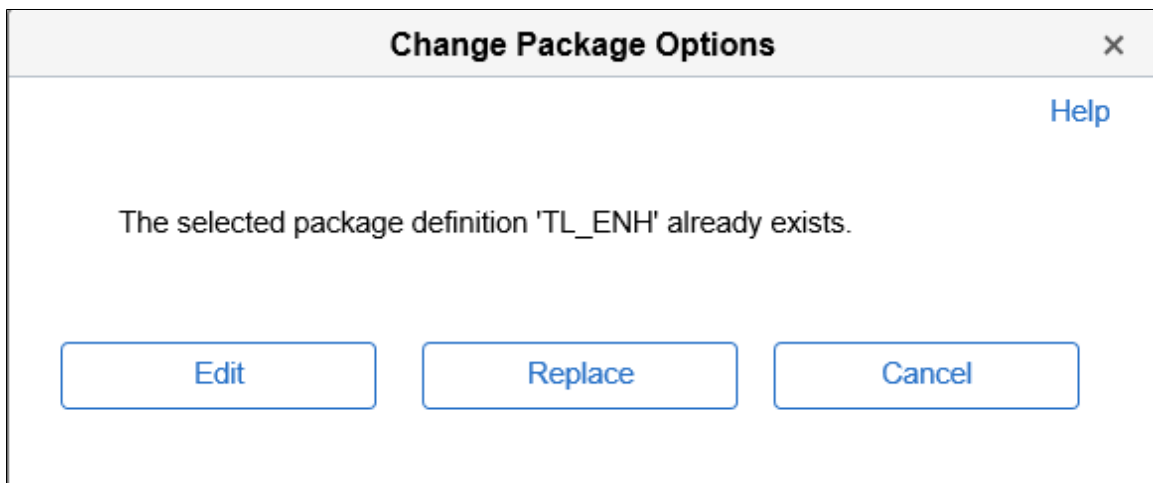 Change Package Options ×
Help
The selected package definition 'TL_ENH' already exists.
Edit Replace Cancel